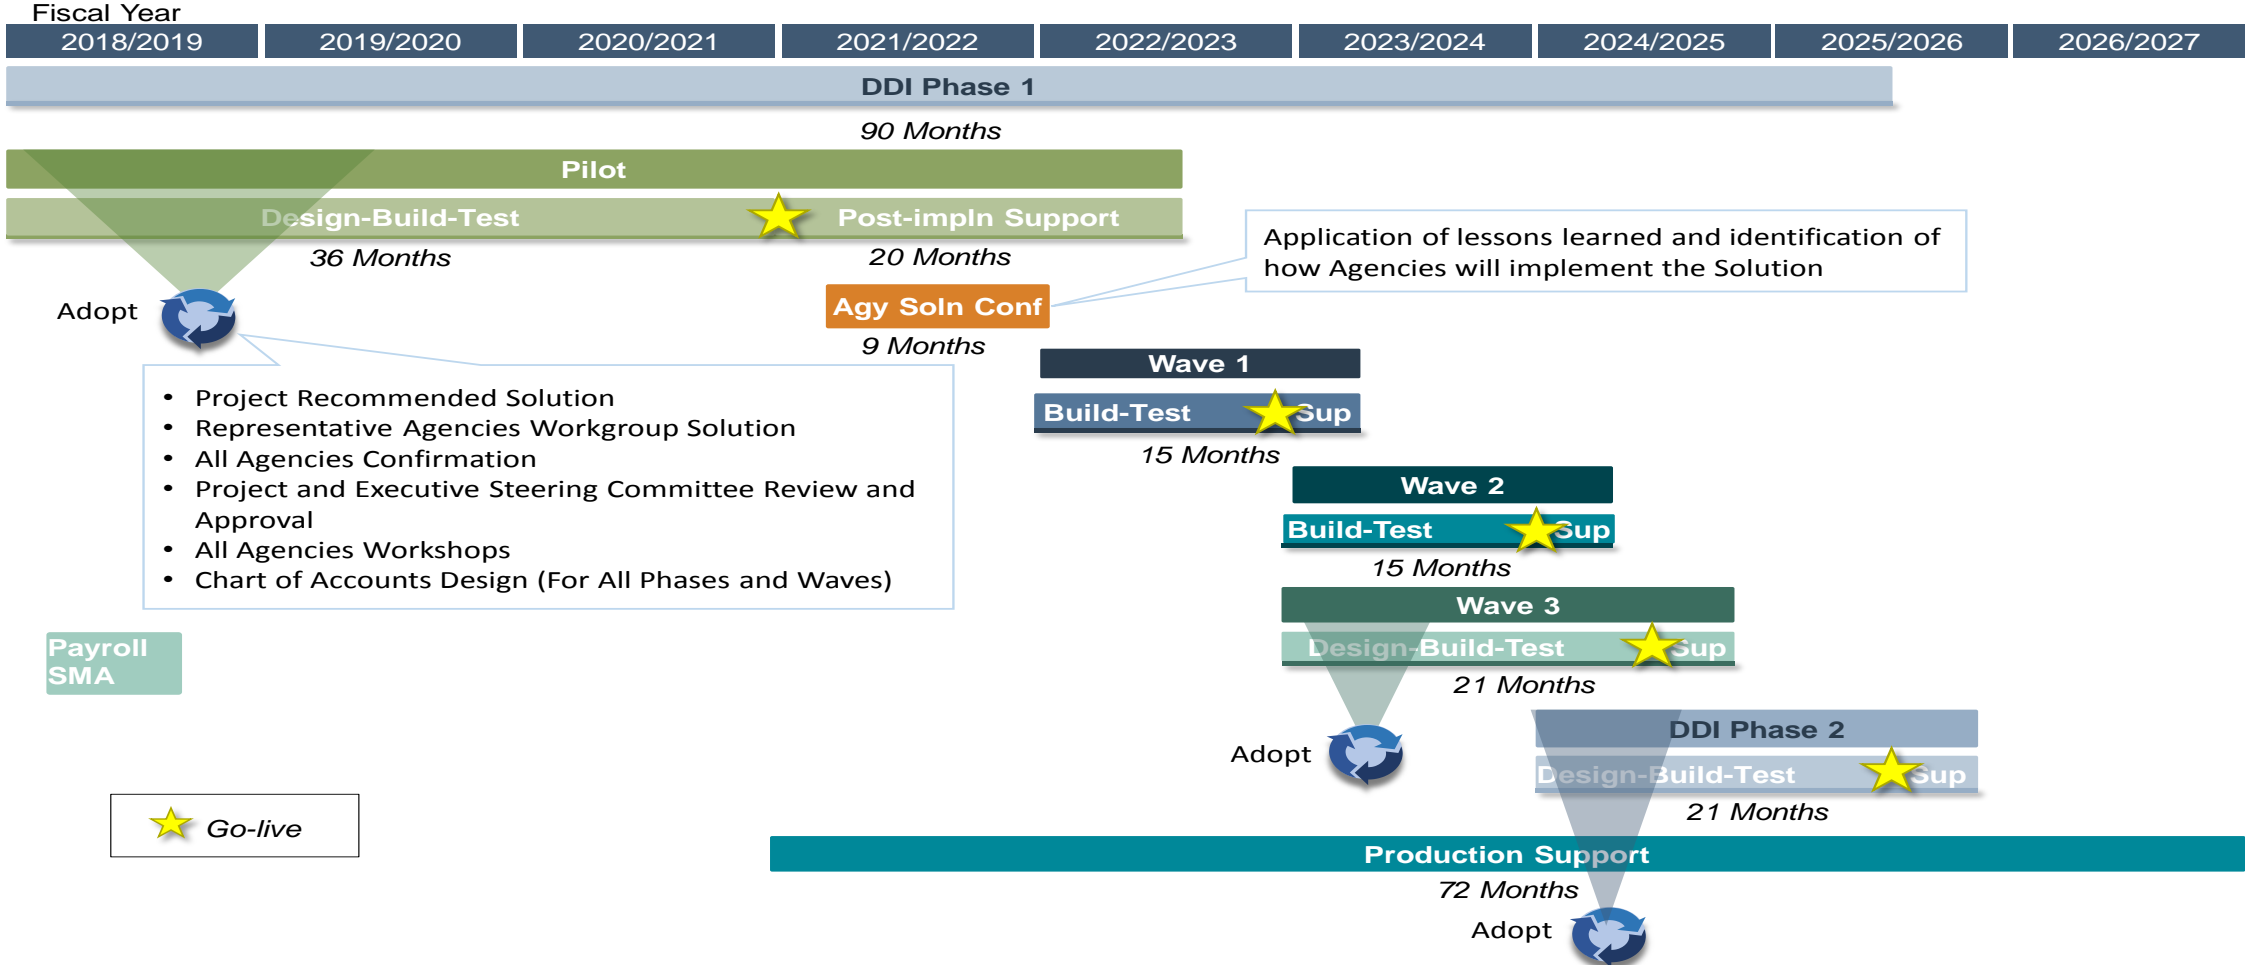 Fiscal Year
2018/2019 2019/2020 2020/2021 2021/2022 2022/2023 2023/2024 2024/2025 2025/2026 2026/2027
DDI Phase 1
90 Months
Pilot
Design-Build-Test Post-impln Support
36 Months 20 Months
Application of lessons learned and identification of
how Agencies will implement the Solution
Adopt
Agy Soln Conf
9 Months
Wave 1
Build-Test Sup
15 Months
• Project Recommended Solution
• Representative Agencies Workgroup Solution
• All Agencies Confirmation
• Project and Executive Steering Committee Review and
Approval
• All Agencies Workshops
• Chart of Accounts Design (For All Phases and Waves)
Wave 2
Build-Test Sup
15 Months
Wave 3
Design-Build-Test Sup
21 Months
Payroll
SMA
Adopt
DDI Phase 2
Design-Build-Test Sup
21 Months
Go-live
Production Support
72 Months
Adopt